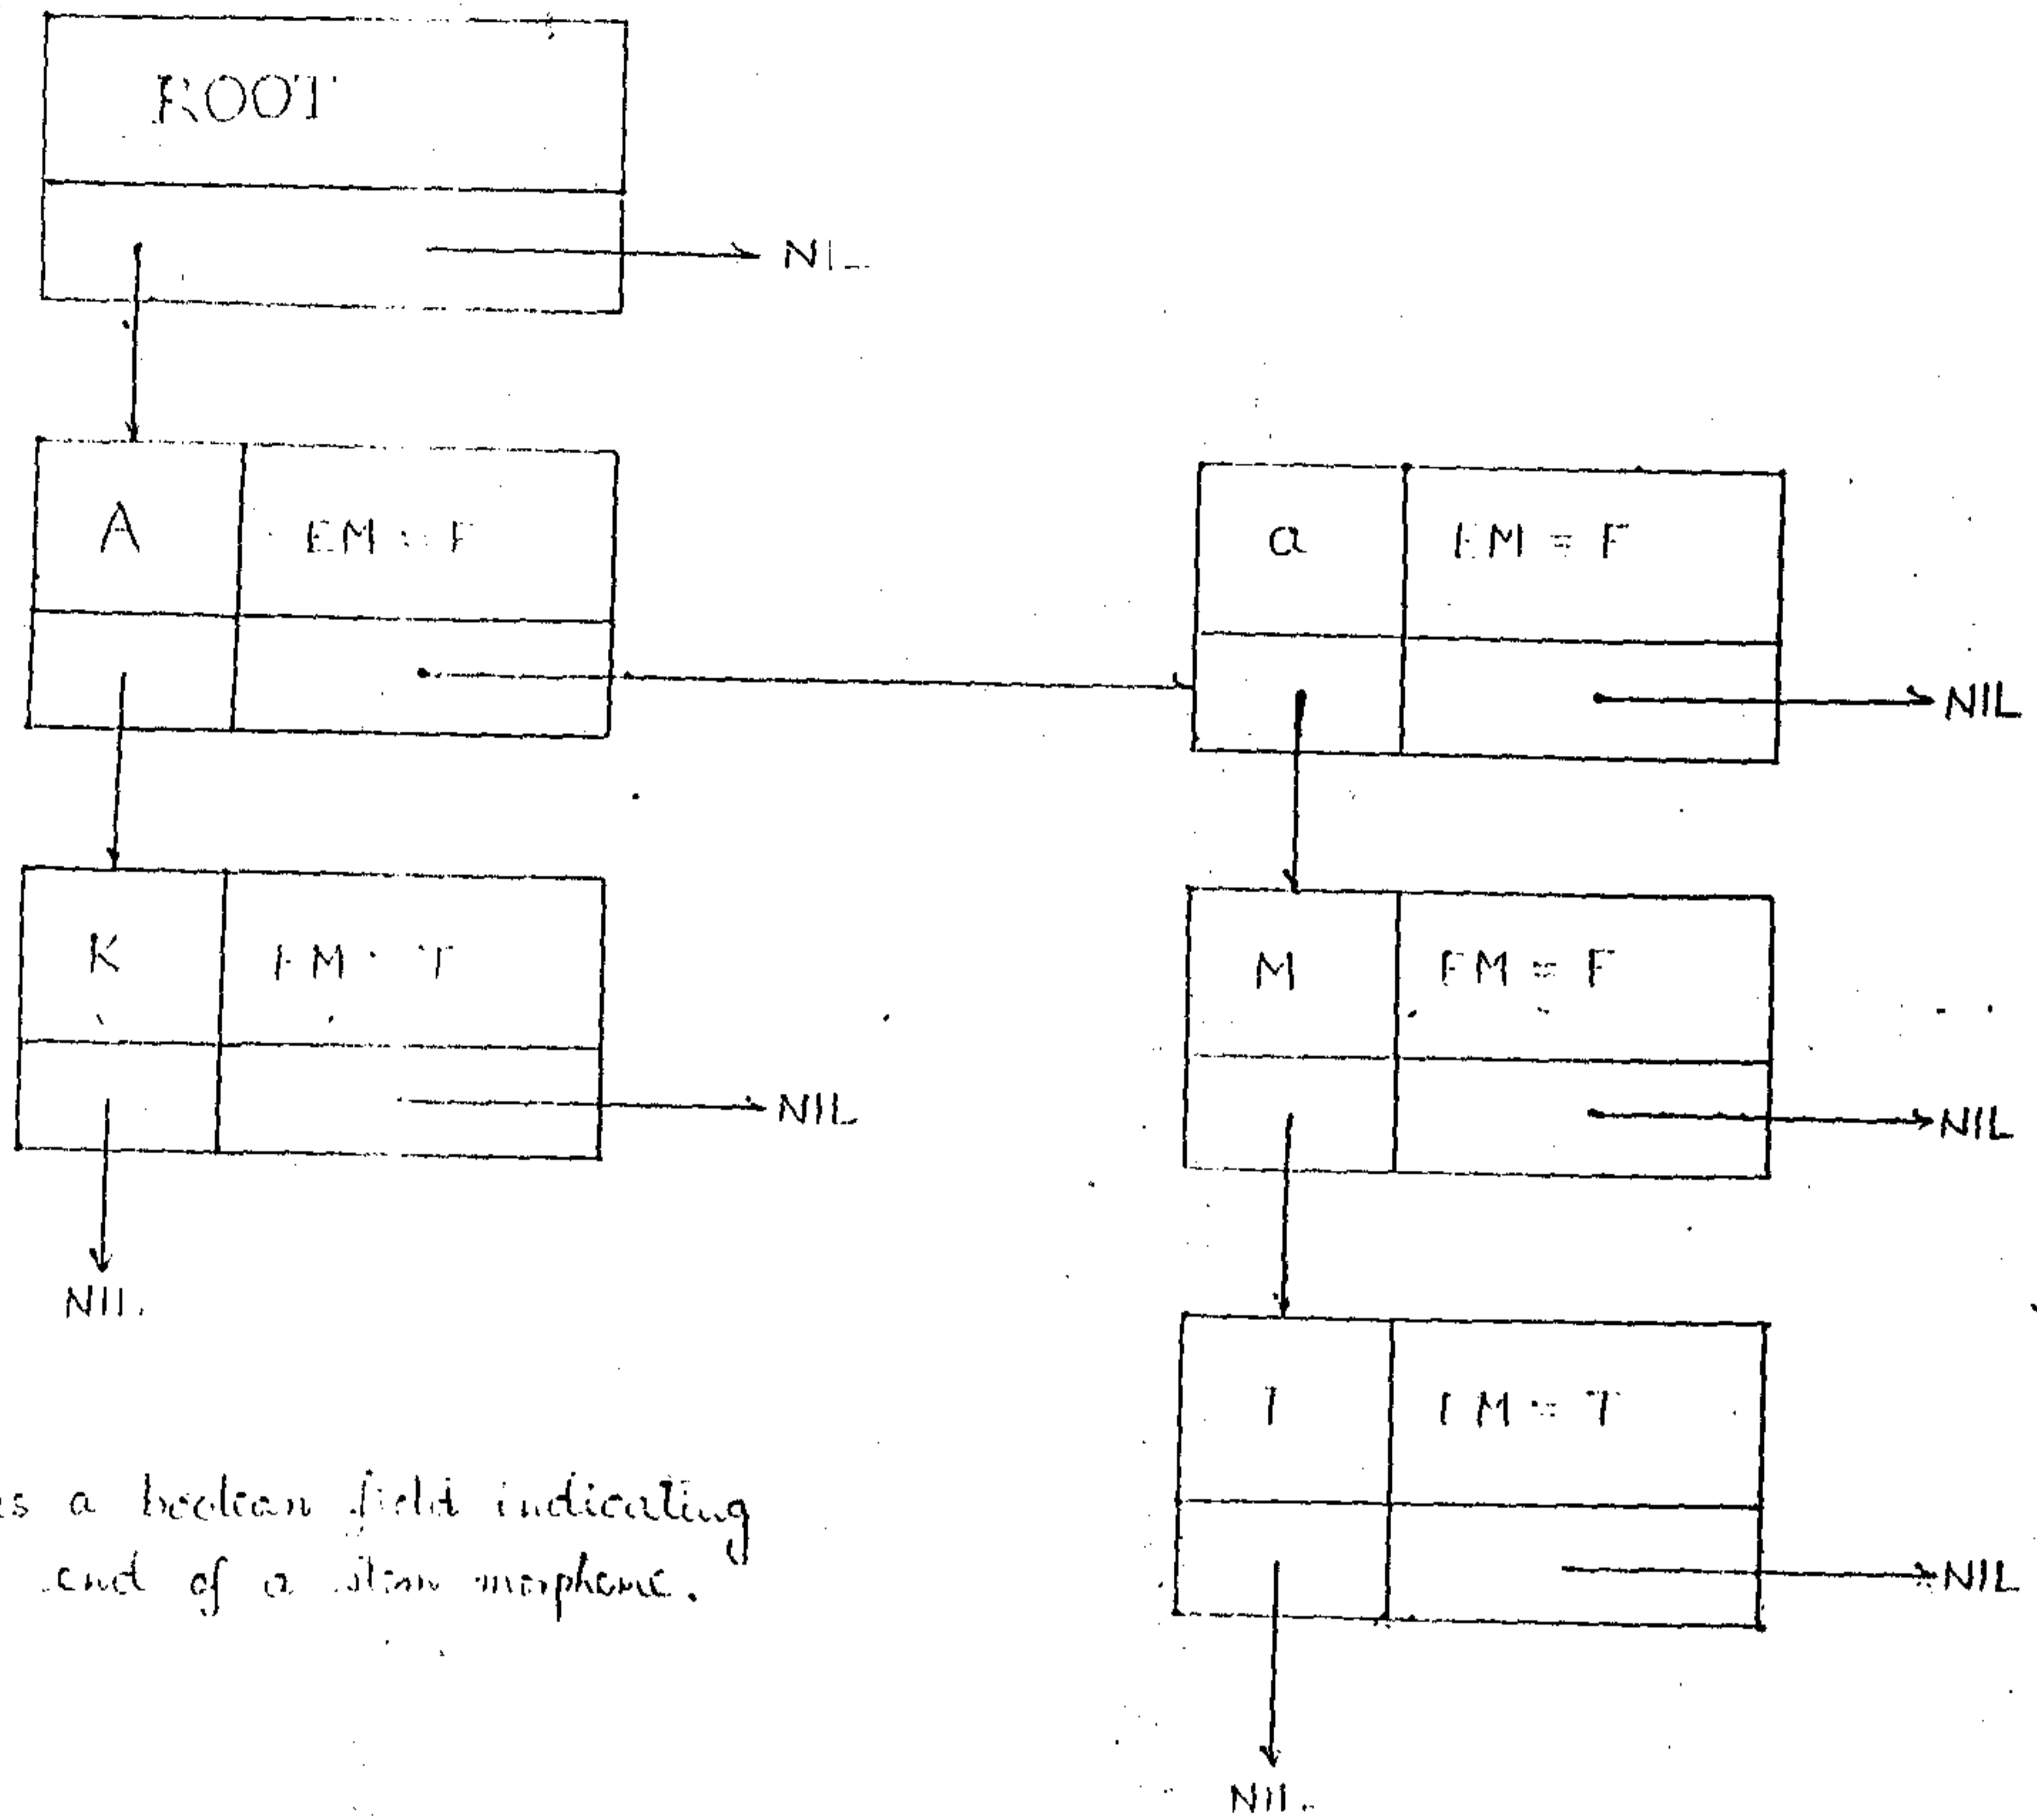 ROOT
NIL
A EM = F
a EM = F
NIL
K EM = T
M EM = F
NIL
NIL
NIL
I EM = T
is a boolean field indicating
end of a stem morpheme.
NIL
NIL